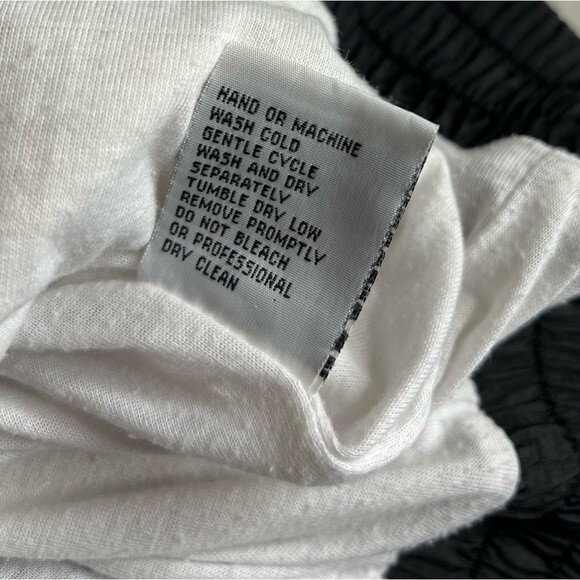 HAND OR MACHINE
WASH COLD
GENTLE CYCLE
WASH AND DRY
SEPARATELY
TUMBLE DRY LOW
REMOVE PROMPTLY
DO NOT BLEACH
OR PROFESSIONAL
DRY CLEAN